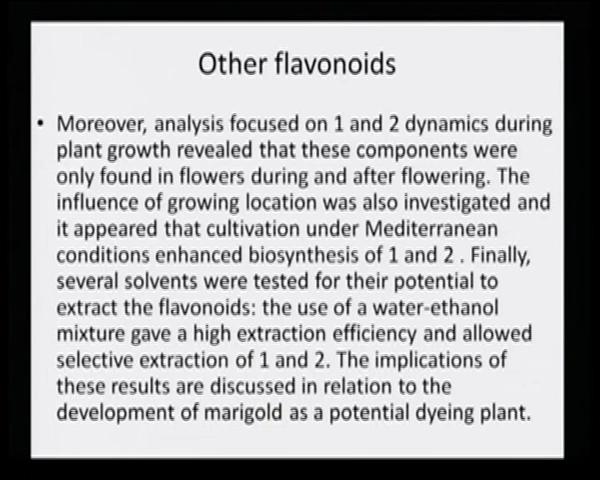 Other flavonoids
• Moreover, analysis focused on 1 and 2 dynamics during
plant growth revealed that these components were
only found in flowers during and after flowering. The
influence of growing location was also investigated and
it appeared that cultivation under Mediterranean
conditions enhanced biosynthesis of 1 and 2 . Finally,
several solvents were tested for their potential to
extract the flavonoids: the use of a water-ethanol
mixture gave a high extraction efficiency and allowed
selective extraction of 1 and 2. The implications of
these results are discussed in relation to the
development of marigold as a potential dyeing plant.